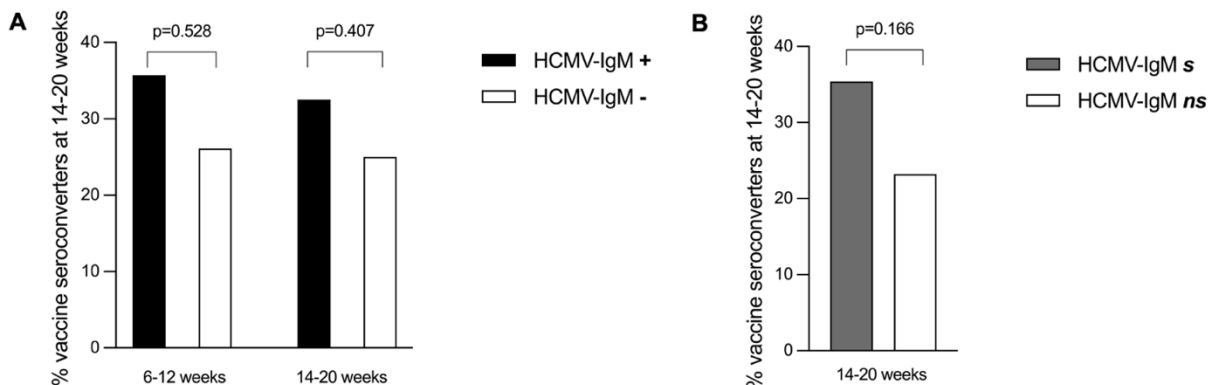 A
% vaccine seroconverters at 14-20 weeks
40
30
20
10
0
p=0.528
p=0.407
6-12 weeks
14-20 weeks
HCMV-IgM +
HCMV-IgM -
B
% vaccine seroconverters at 14-20 weeks
40
30
20
10
0
p=0.166
14-20 weeks
HCMV-IgM s
HCMV-IgM ns